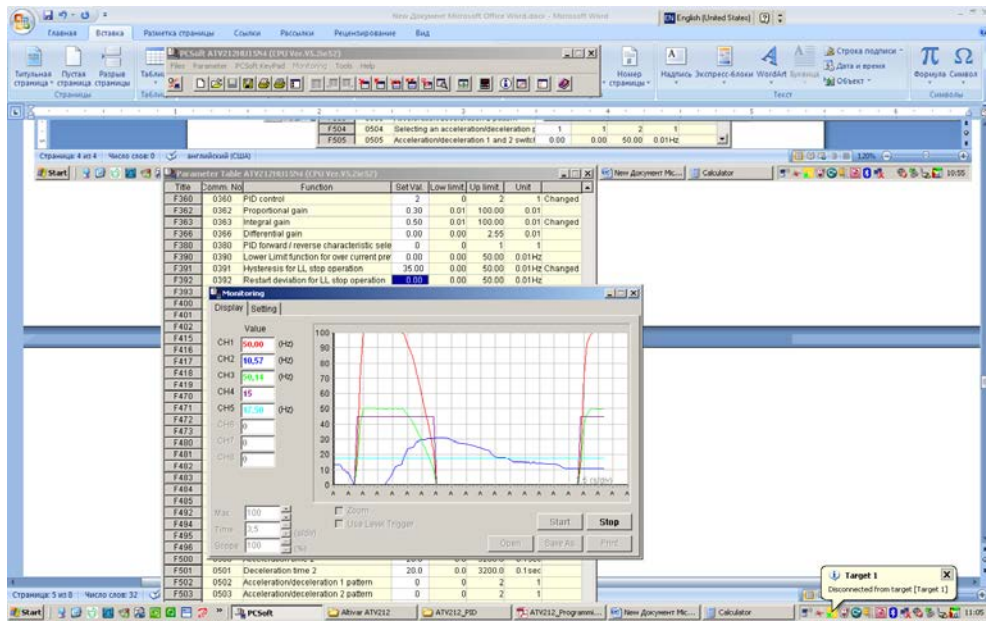 New Документ Microsoft Office Word.docx - Microsoft Word
EN English (United States)
Главная Вставка Разметка страницы Ссылки Рассылки Рецензирование Вид
PCSoft ATV212HU15N4 (CPU Ver.V5.2ie52)
Files Parameter PCSoft KeyPad Monitoring Tools Help
Титульная страница Пустая страница Разрыв страницы
Страницы
Номер страницы
Надпись Экспресс-блоки WordArt Буквица
Строка подписи
Дата и время
Объект
Текст
Формула Символ
Символы
F504 0504 Selecting an acceleration/deceleration p 1 1 2 1
F505 0505 Acceleration/deceleration 1 and 2 switch 0.00 0.00 50.00 0.01Hz
Страница: 4 из 4 Число слов: 0 английский (США) 120%
Start New Документ Mic... Calculator 10:55
Parameter Table ATV212HU15N4 (CPU Ver.V5.2ie52)
Title Comm. No Function Set Val. Low limit. Up limit. Unit
F360 0360 PID control 2 0 2 1 Changed
F362 0362 Proportional gain 0.30 0.01 100.00 0.01
F363 0363 Integral gain 0.50 0.01 100.00 0.01 Changed
F366 0366 Differential gain 0.00 0.00 2.55 0.01
F380 0380 PID forward / reverse characteristic sele 0 0 1 1
F390 0390 Lower Limit function for over current pre 0.00 0.00 50.00 0.01Hz
F391 0391 Hysteresis for LL stop operation 35.00 0.00 50.00 0.01Hz Changed
F392 0392 Restart deviation for LL stop operation 0.00 0.00 50.00 0.01Hz
F393
F400
F401
F402
F415
F416
F417
F418
F419
F470
F471
F472
F473
F480
F481
F482
F483
F484
F485
F492
F494
F495
F496
Monitoring
Display Setting
Value
CH1 50,00 (Hz)
CH2 10,57 (Hz)
CH3 50,14 (Hz)
CH4 15
CH5 17,50 (Hz)
CH6 0
CH7 0
CH8 0
100
90
80
70
60
50
40
30
20
10
0
Max 100
Time 3,5 (s/div)
Scope 100 (%)
Zoom
Use Level Trigger
Start Stop
Open Save As Print
F500
F501 0501 Deceleration time 2 20.0 0.0 3200.0 0.1sec
F502 0502 Acceleration/deceleration 1 pattern 0 0 2 1
F503 0503 Acceleration/deceleration 2 pattern 0 0 2 1
Target 1
Disconnected from target [Target 1]
Страница: 5 из 8 Число слов: 32
Start PCSoft Altivar ATV212 ATV212_PID ATV212_Programmi... New Документ Mic... Calculator 11:05